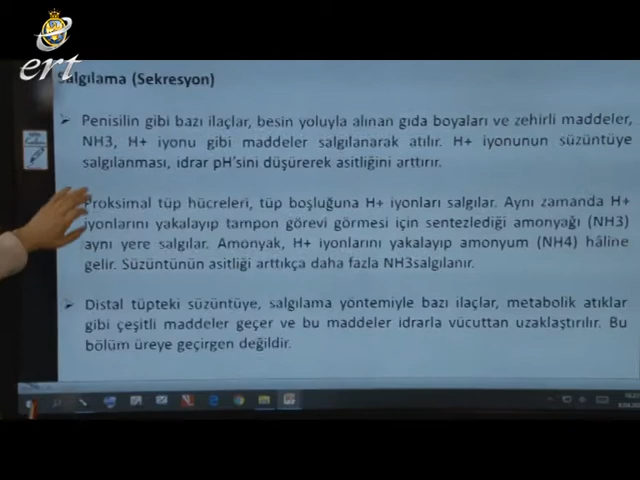 ert
Salgılama (Sekresyon)
➢ Penisilin gibi bazı ilaçlar, besin yoluyla alınan gıda boyaları ve zehirli maddeler,
NH3, H+ iyonu gibi maddeler salgılanarak atılır. H+ iyonunun süzüntüye
salgılanması, idrar pH'sini düşürerek asitliğini arttırır.
Proksimal tüp hücreleri, tüp boşluğuna H+ iyonları salgılar. Aynı zamanda H+
iyonlarını yakalayıp tampon görevi görmesi için sentezlediği amonyağı (NH3)
aynı yere salgılar. Amonyak, H+ iyonlarını yakalayıp amonyum (NH4) hâline
gelir. Süzüntünün asitliği arttıkça daha fazla NH3salgılanır.
➢ Distal tüpteki süzüntüye, salgılama yöntemiyle bazı ilaçlar, metabolik atıklar
gibi çeşitli maddeler geçer ve bu maddeler idrarla vücuttan uzaklaştırılır. Bu
bölüm üreye geçirgen değildir.